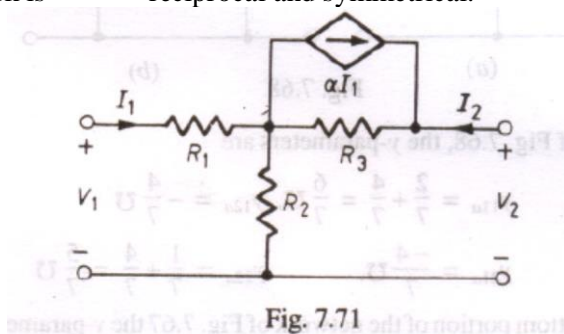 reciprocal and symmetrical.
αI₁
I₁
I₂
+
R₁
R₃
+
V₁
R₂
V₂
−
−
Fig. 7.71